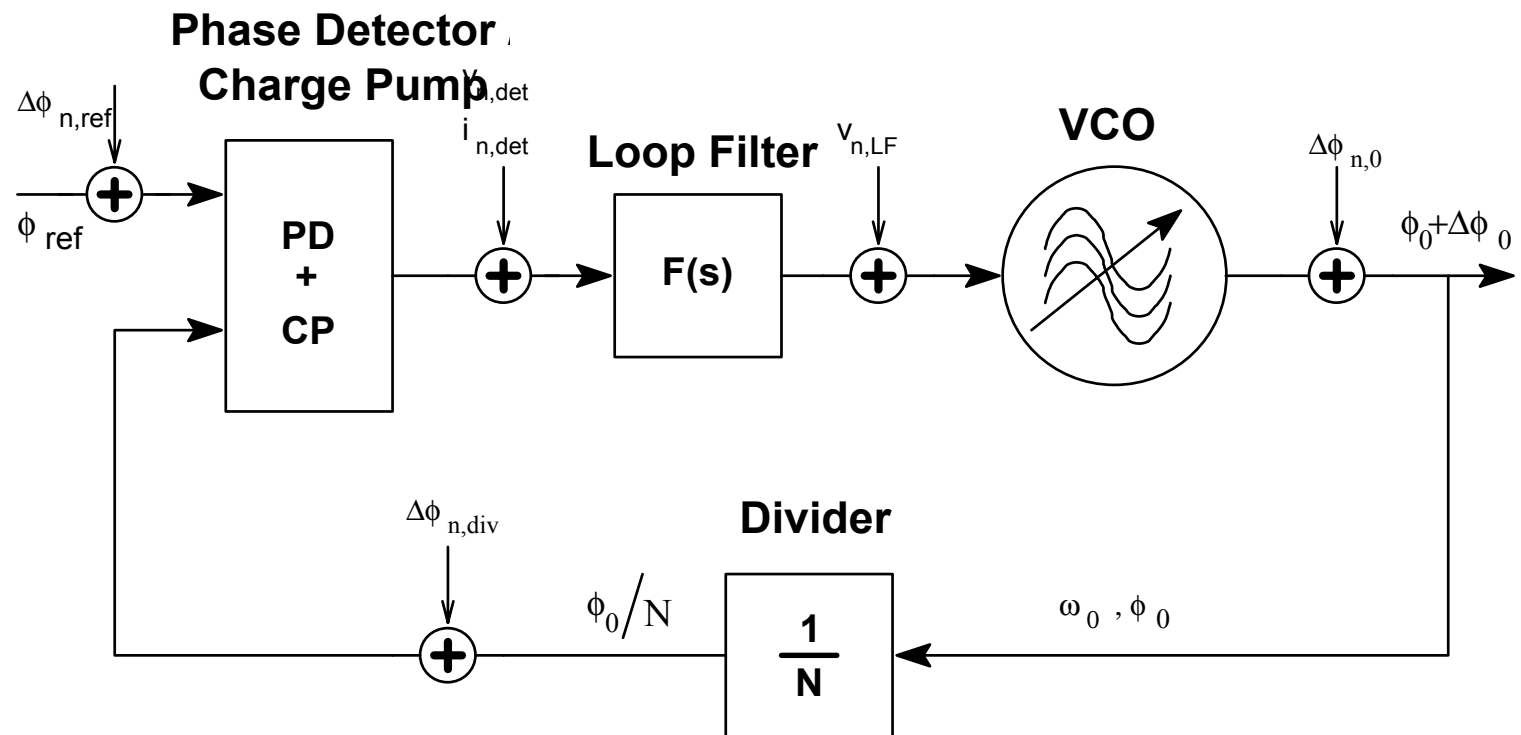 Phase Detector /
Charge Pump
Δϕ n,ref
ϕ ref
PD
+
CP
v n,det
i n,det
Loop Filter
F(s)
v n,LF
VCO
Δϕ n,0
ϕ0+Δϕ 0
Δϕ n,div
ϕ0/N
Divider
1
N
ω 0 , ϕ 0